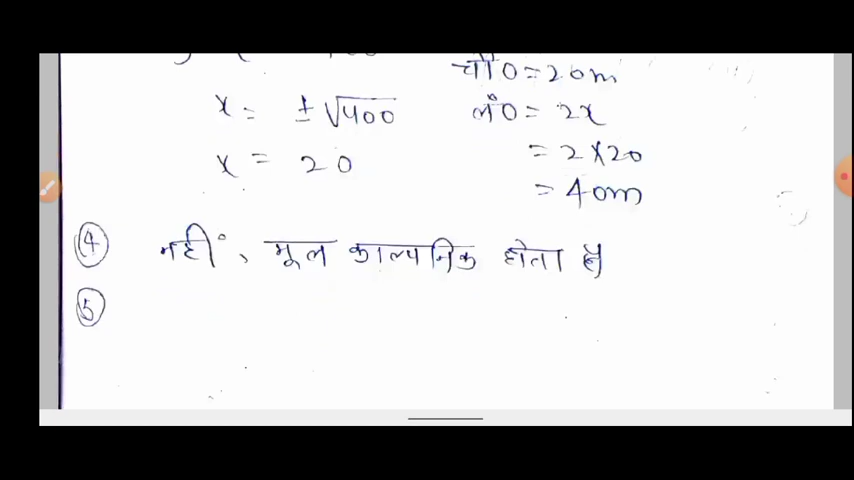 चौ० = 20m
x = ± √400
लं० = 2x
x = 20
= 2 × 20
= 40m
④ नहीं, मूल काल्पनिक होता है
⑤